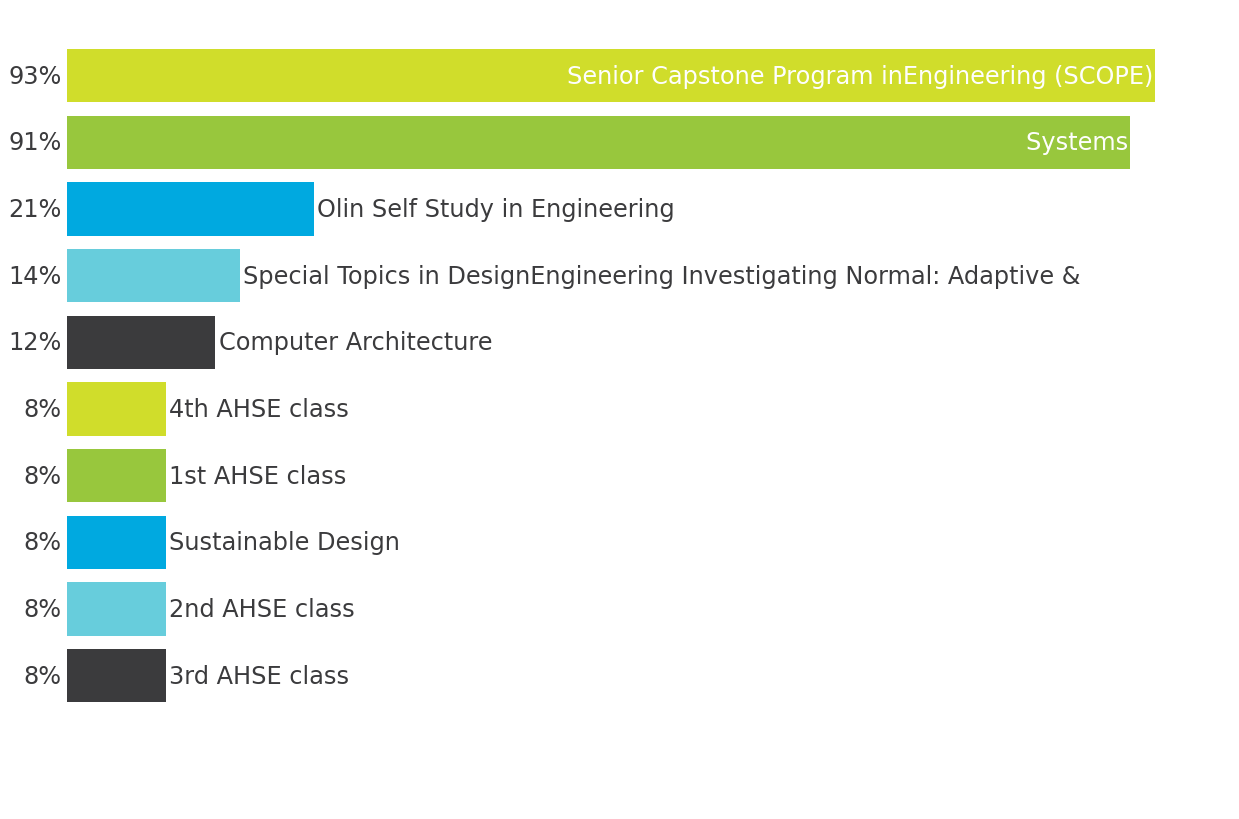 93% Senior Capstone Program inEngineering (SCOPE)
91% Systems
21% Olin Self Study in Engineering
14% Special Topics in DesignEngineering Investigating Normal: Adaptive &
12% Computer Architecture
8% 4th AHSE class
8% 1st AHSE class
8% Sustainable Design
8% 2nd AHSE class
8% 3rd AHSE class